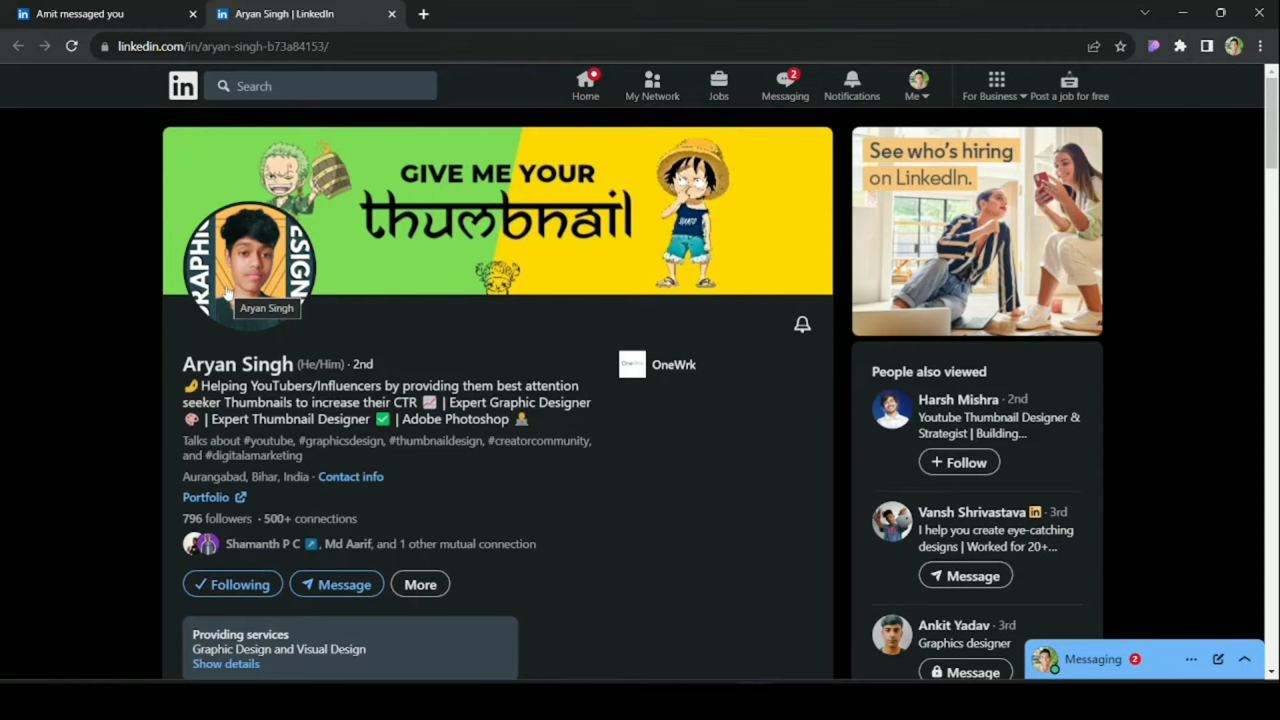 Amit messaged you
Aryan Singh | LinkedIn
linkedin.com/in/aryan-singh-b73a84153/
in
Search
Home
My Network
Jobs
2
Messaging
Notifications
Me
For Business
Post a job for free
GIVE ME YOUR
thumbnail
Aryan Singh
Aryan Singh (He/Him) · 2nd
🤌Helping YouTubers/Influencers by providing them best attention
seeker Thumbnails to increase their CTR 📈 | Expert Graphic Designer
🎨 | Expert Thumbnail Designer ✅ | Adobe Photoshop 🧑‍💻
Talks about #youtube, #graphicsdesign, #thumbnaildesign, #creatorcommunity,
and #digitalamarketing
Aurangabad, Bihar, India · Contact info
Portfolio
796 followers · 500+ connections
Shamanth P C, Md Aarif, and 1 other mutual connection
Following
Message
More
OneWrk
OneWrk
Providing services
Graphic Design and Visual Design
Show details
See who's hiring
on LinkedIn.
People also viewed
Harsh Mishra · 2nd
Youtube Thumbnail Designer &
Strategist | Building...
+ Follow
Vansh Shrivastava in · 3rd
I help you create eye-catching
designs | Worked for 20+...
Message
Ankit Yadav · 3rd
Graphics designer
Message
Messaging 2